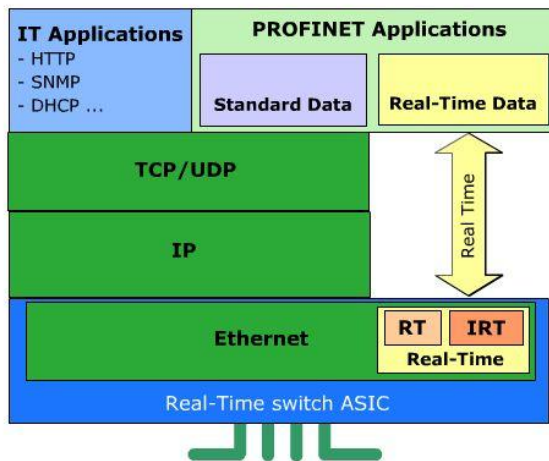 IT Applications
- HTTP
- SNMP
- DHCP ...
PROFINET Applications
Standard Data
Real-Time Data
TCP/UDP
Real Time
IP
Ethernet
RT
IRT
Real-Time
Real-Time switch ASIC